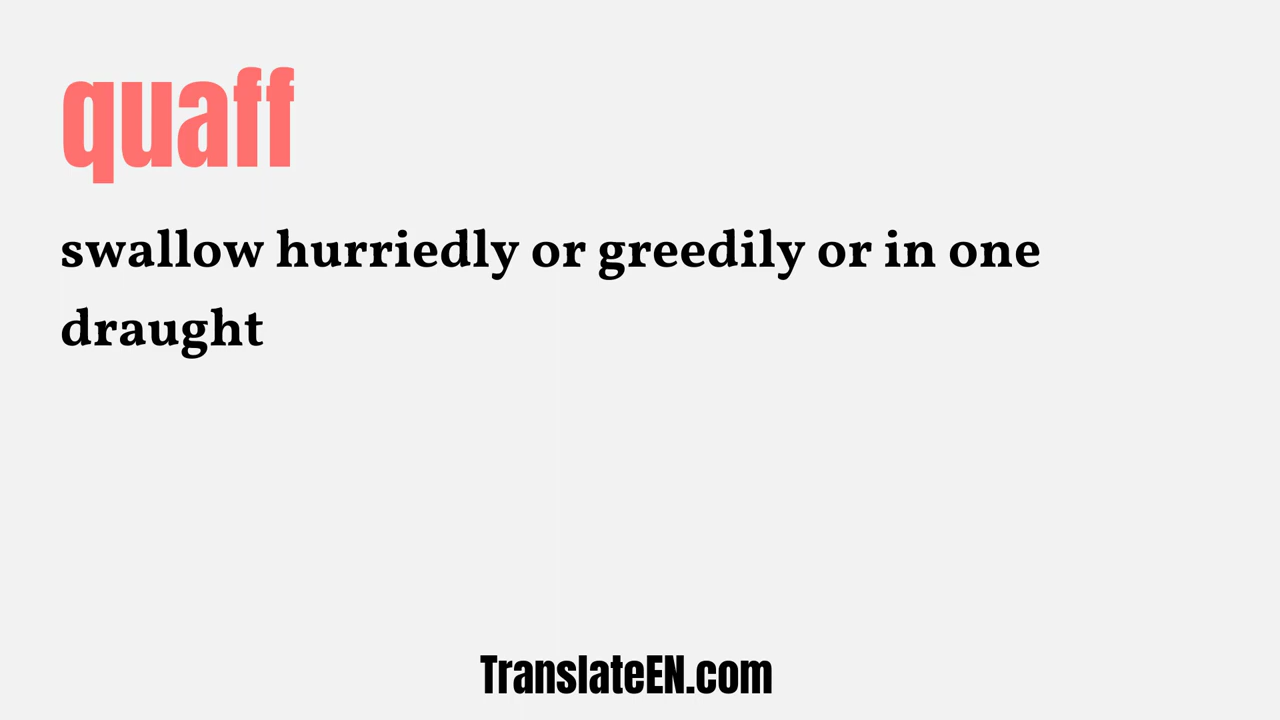 quaff
swallow hurriedly or greedily or in one
draught
TranslateEN.com